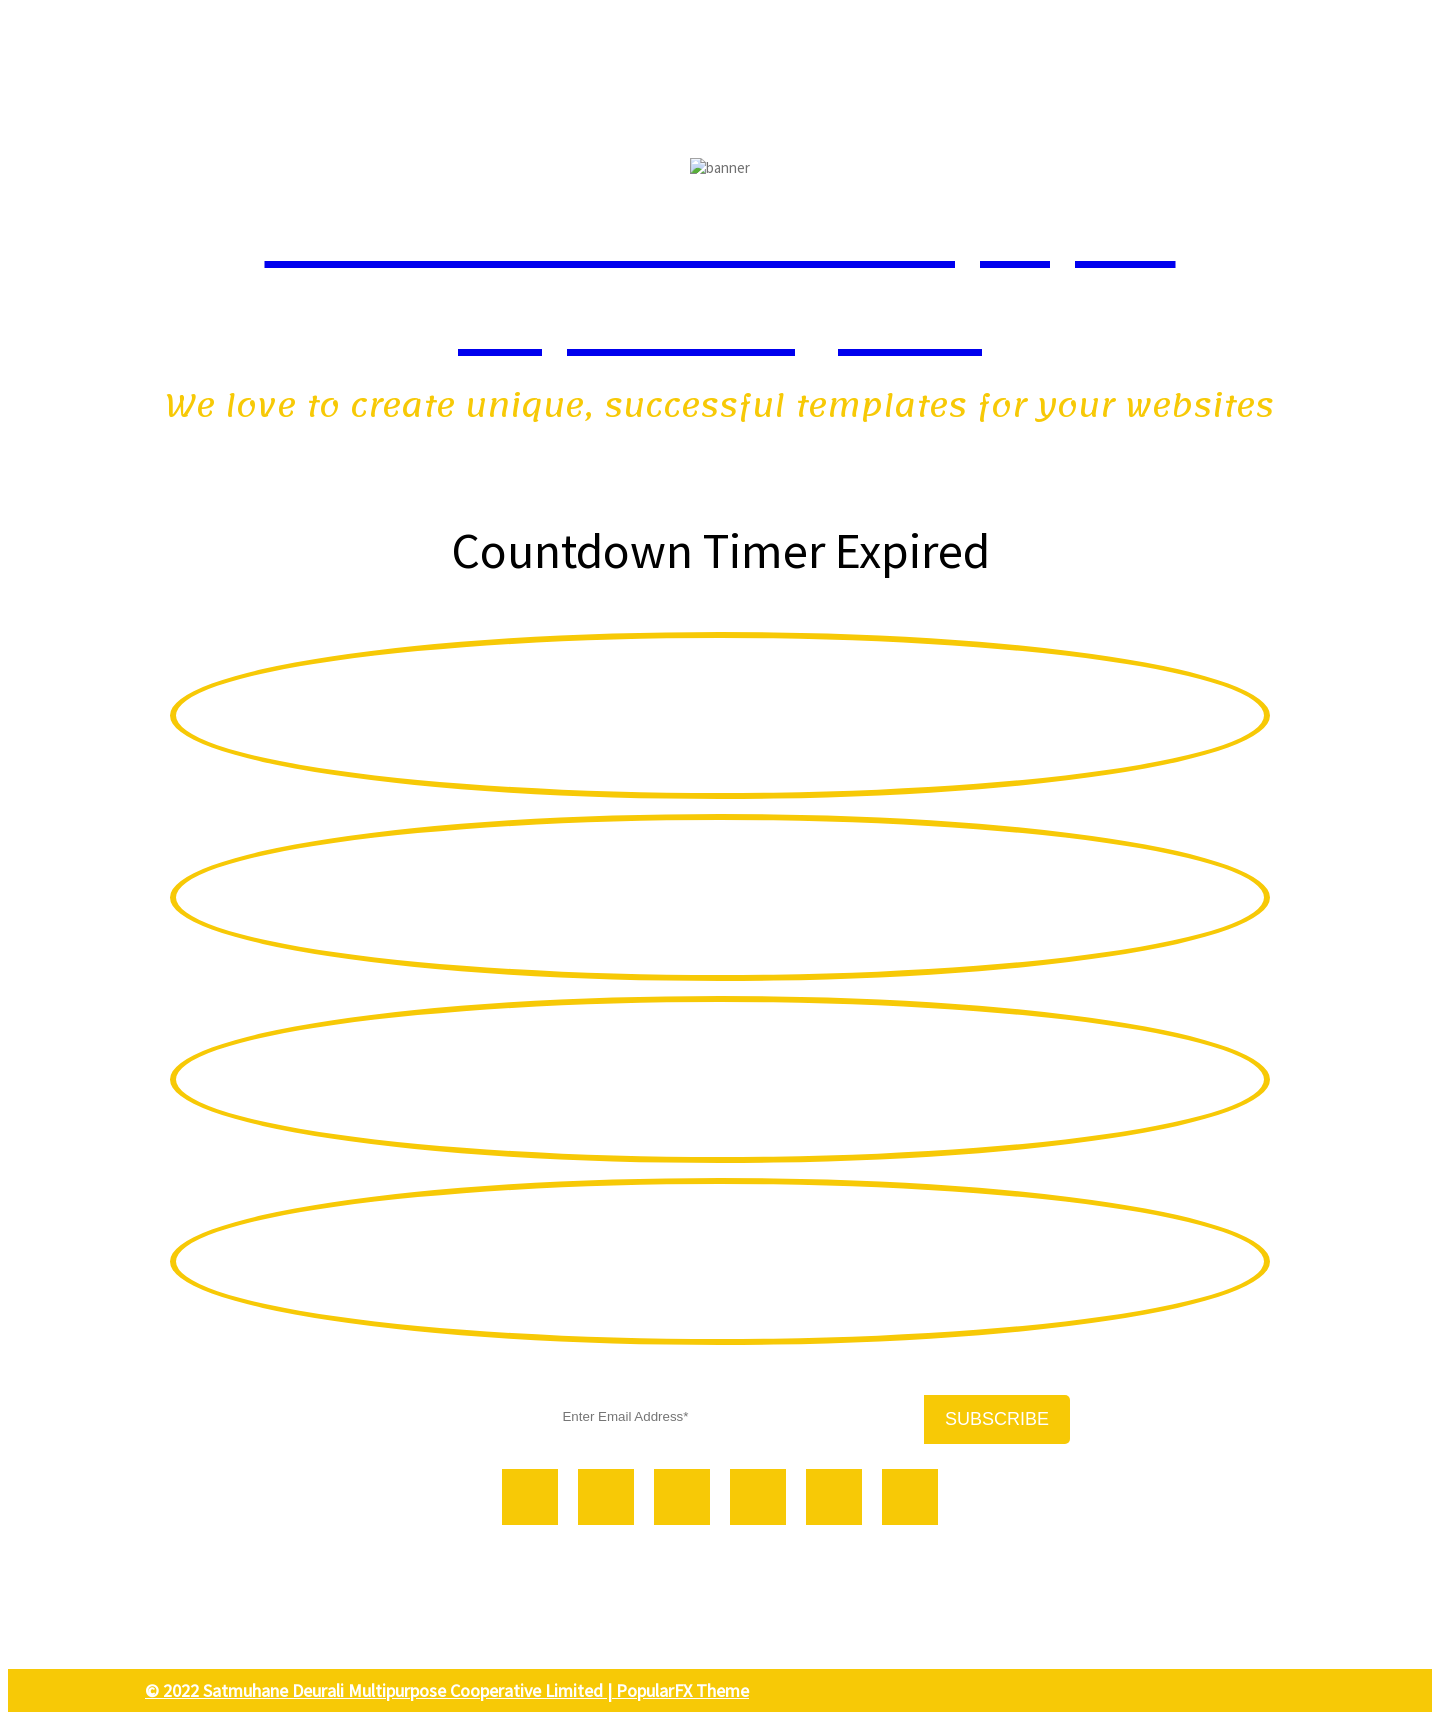 banner
We love to create unique, successful templates for your websites
Countdown Timer Expired
Enter Email Address*
SUBSCRIBE
© 2022 Satmuhane Deurali Multipurpose Cooperative Limited | PopularFX Theme